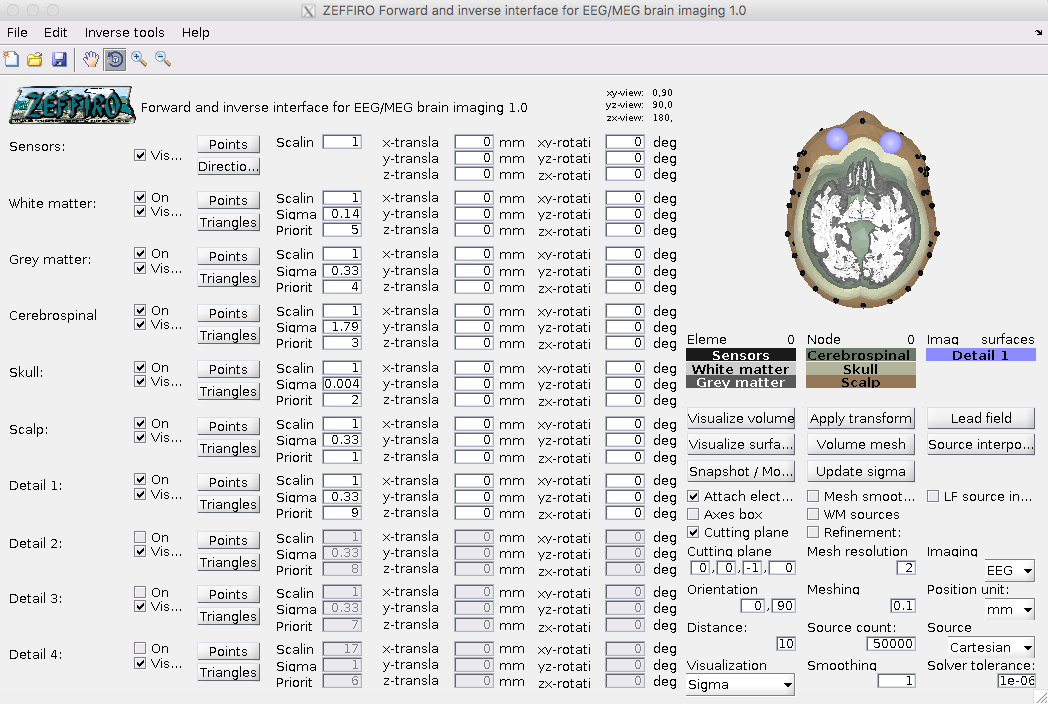 ZEFFIRO Forward and inverse interface for EEG/MEG brain imaging 1.0
File Edit Inverse tools Help
ZEFFIRO Forward and inverse interface for EEG/MEG brain imaging 1.0
xy-view: 0,90
yz-view: 90,0
zx-view: 180,
Sensors: Vis... Points Directio...
Scalin 1 x-transla 0 mm xy-rotati 0 deg
y-transla 0 mm yz-rotati 0 deg
z-transla 0 mm zx-rotati 0 deg
White matter: On Vis... Points Triangles
Scalin 1 x-transla 0 mm xy-rotati 0 deg
Sigma 0.14 y-transla 0 mm yz-rotati 0 deg
Priorit 5 z-transla 0 mm zx-rotati 0 deg
Grey matter: On Vis... Points Triangles
Scalin 1 x-transla 0 mm xy-rotati 0 deg
Sigma 0.33 y-transla 0 mm yz-rotati 0 deg
Priorit 4 z-transla 0 mm zx-rotati 0 deg
Cerebrospinal On Vis... Points Triangles
Scalin 1 x-transla 0 mm xy-rotati 0 deg
Sigma 1.79 y-transla 0 mm yz-rotati 0 deg
Priorit 3 z-transla 0 mm zx-rotati 0 deg
Skull: On Vis... Points Triangles
Scalin 1 x-transla 0 mm xy-rotati 0 deg
Sigma 0.004 y-transla 0 mm yz-rotati 0 deg
Priorit 2 z-transla 0 mm zx-rotati 0 deg
Scalp: On Vis... Points Triangles
Scalin 1 x-transla 0 mm xy-rotati 0 deg
Sigma 0.33 y-transla 0 mm yz-rotati 0 deg
Priorit 1 z-transla 0 mm zx-rotati 0 deg
Detail 1: On Vis... Points Triangles
Scalin 1 x-transla 0 mm xy-rotati 0 deg
Sigma 0.33 y-transla 0 mm yz-rotati 0 deg
Priorit 9 z-transla 0 mm zx-rotati 0 deg
Detail 2: On Vis... Points Triangles
Scalin 1 x-transla 0 mm xy-rotati 0 deg
Sigma 0.33 y-transla 0 mm yz-rotati 0 deg
Priorit 8 z-transla 0 mm zx-rotati 0 deg
Detail 3: On Vis... Points Triangles
Scalin 1 x-transla 0 mm xy-rotati 0 deg
Sigma 0.33 y-transla 0 mm yz-rotati 0 deg
Priorit 7 z-transla 0 mm zx-rotati 0 deg
Detail 4: On Vis... Points Triangles
Scalin 17 x-transla 0 mm xy-rotati 0 deg
Sigma 1 y-transla 0 mm yz-rotati 0 deg
Priorit 6 z-transla 0 mm zx-rotati 0 deg
Eleme 0 Node 0 Imag surfaces
Sensors Cerebrospinal Detail 1
White matter Skull
Grey matter Scalp
Visualize volume Apply transform Lead field
Visualize surfa... Volume mesh Source interpo...
Snapshot / Mo... Update sigma
Attach elect... Mesh smoot... LF source in...
Axes box WM sources
Cutting plane Refinement:
Cutting plane Mesh resolution Imaging
0 , 0 , -1 , 0 2 EEG
Orientation Meshing Position unit:
0 , 90 0.1 mm
Distance: Source count: Source
10 50000 Cartesian
Visualization Smoothing Solver tolerance:
Sigma 1 1e-06